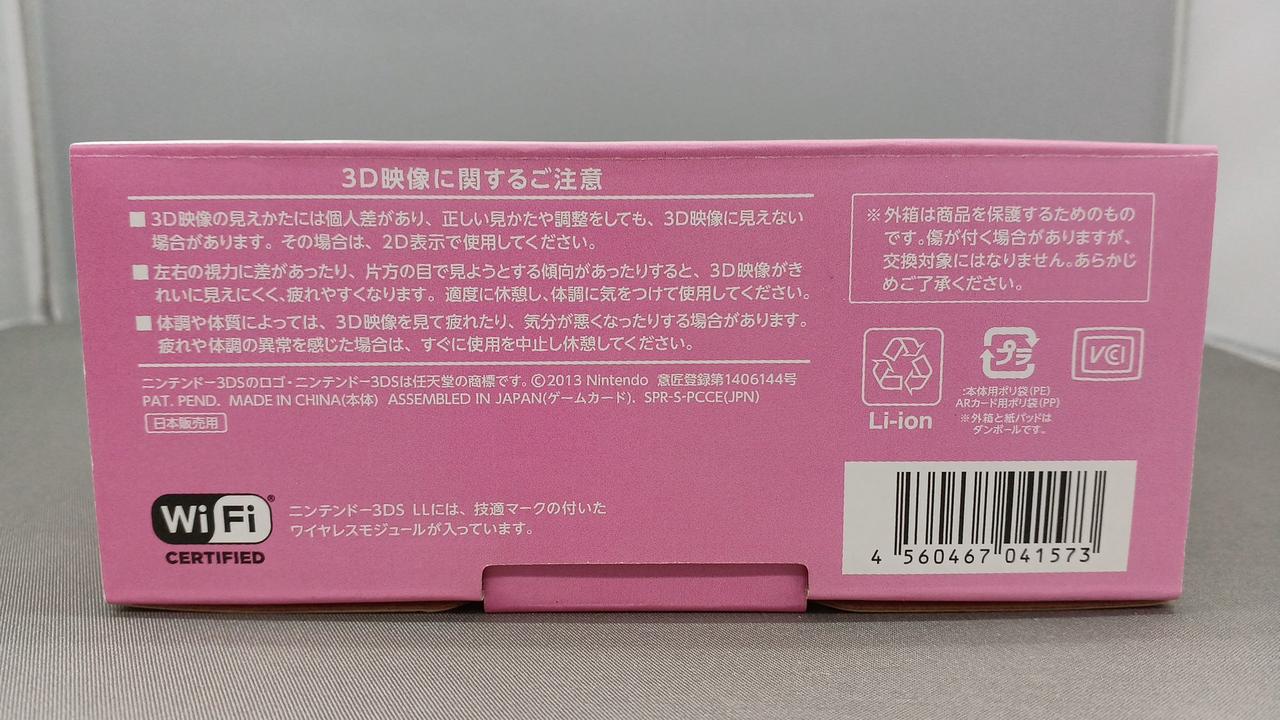 3D映像に関するご注意
■ 3D映像の見えかたには個人差があり、正しい見かたや調整をしても、3D映像に見えない
場合があります。その場合は、2D表示で使用してください。
■ 左右の視力に差があったり、片方の目で見ようとする傾向があったりすると、3D映像がき
れいに見えにくく、疲れやすくなります。適度に休憩し、体調に気をつけて使用してください。
■ 体調や体質によっては、3D映像を見て疲れたり、気分が悪くなったりする場合があります。
疲れや体調の異常を感じた場合は、すぐに使用を中止し休憩してください。
ニンテンドー3DSのロゴ・ニンテンドー3DSは任天堂の商標です。©2013 Nintendo 意匠登録第1406144号
PAT. PEND. MADE IN CHINA(本体) ASSEMBLED IN JAPAN(ゲームカード). SPR-S-PCCE(JPN)
日本販売用
Wi Fi ®
CERTIFIED
ニンテンドー3DS LLには、技適マークの付いた
ワイヤレスモジュールが入っています。
※外箱は商品を保護するためのもの
です。傷が付く場合がありますが、
交換対象にはなりません。あらかじ
めご了承ください。
Li-ion
プラ
:本体用ポリ袋(PE)
ARカード用ポリ袋(PP)
※外箱と紙パッドは
ダンボールです。
VCI
4 560467 041573